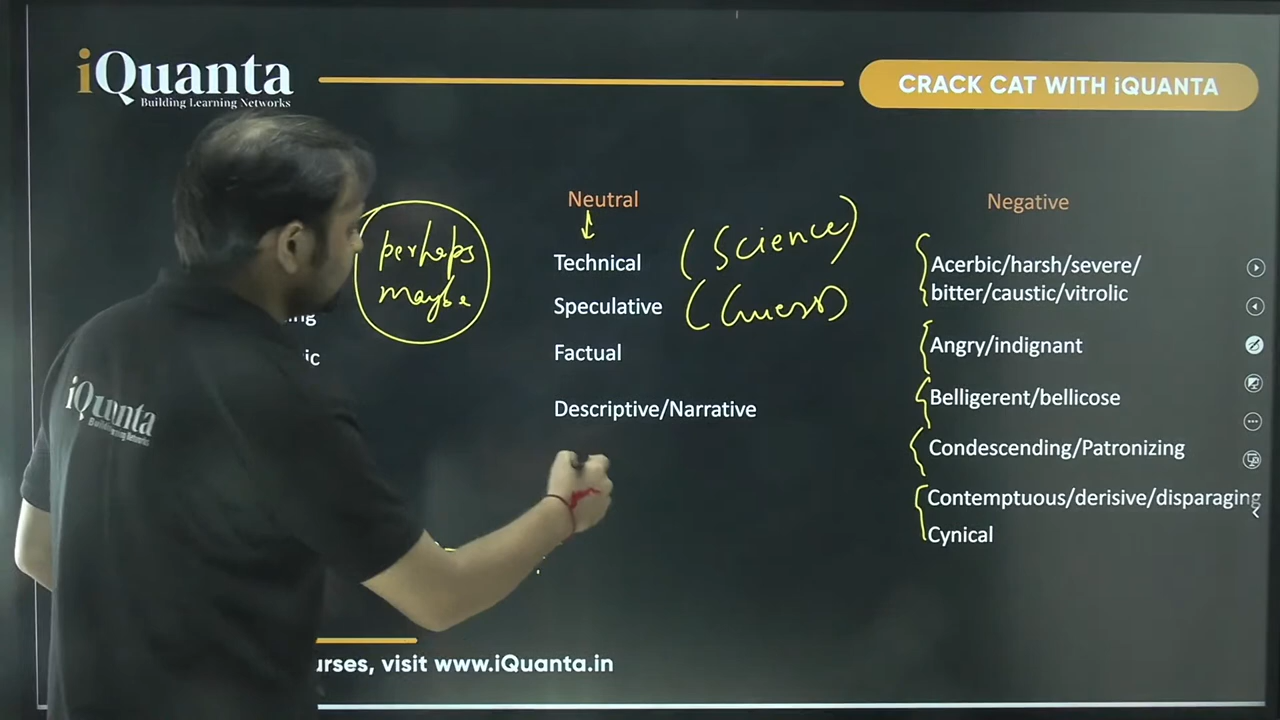 iQuanta
Building Learning Networks
CRACK CAT WITH iQUANTA
Neutral
Negative
perhaps
maybe
Technical
(Science)
Speculative
(Guess)
Factual
Descriptive/Narrative
Acerbic/harsh/severe/
bitter/caustic/vitrolic
Angry/indignant
Belligerent/bellicose
Condescending/Patronizing
Contemptuous/derisive/disparaging
Cynical
iQuanta
Building Learning Networks
visit www.iQuanta.in